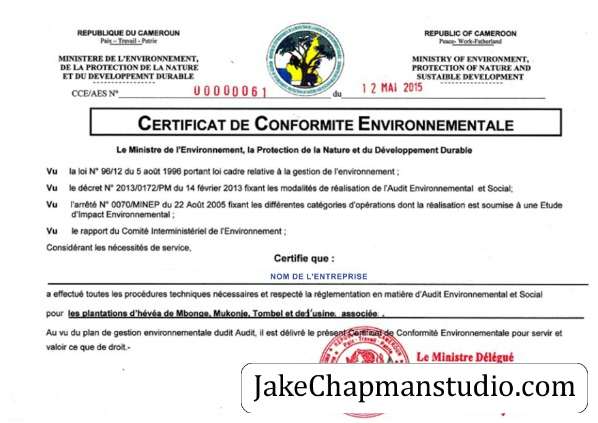 REPUBLIQUE DU CAMEROUN
Paix – Travail - Patrie
MINISTERE DE L'ENVIRONNEMENT,
DE LA PROTECTION DE LA NATURE
ET DU DEVELOPPEMNT DURABLE
REPUBLIC OF CAMEROON
Peace- Work-Fatherland
MINISTRY OF ENVIRONMENT,
PROTECTION OF NATURE AND
SUSTAIBLE DEVELOPMENT
CCE/AES N° 00000061 du 12 MAI 2015
CERTIFICAT DE CONFORMITE ENVIRONNEMENTALE
Le Ministre de l'Environnement, la Protection de la Nature et du Développement Durable
Vu la loi N° 96/12 du 5 août 1996 portant loi cadre relative à la gestion de l'environnement ;
Vu le décret N° 2013/0172/PM du 14 février 2013 fixant les modalités de réalisation de l'Audit Environnemental et Social;
Vu l'arrêté N° 0070/MINEP du 22 Août 2005 fixant les différentes catégories d'opérations dont la réalisation est soumise à une Etude
d'Impact Environnemental ;
Vu le rapport du Comité Interministériel de l'Environnement ;
Considérant les nécessités de service,
Certifie que :
NOM DE L'ENTREPRISE
a effectué toutes les procédures techniques nécessaires et respecté la réglementation en matière d'Audit Environnemental et Social
pour les plantations d'hévéa de Mbonge, Mukonje, Tombel et de l'usine associée .
Au vu du plan de gestion environnementale dudit Audit, il est délivré le présent Certificat de Conformité Environnementale pour servir et
valoir ce que de droit.-
Le Ministre Délégué
JakeChapmanstudio.com